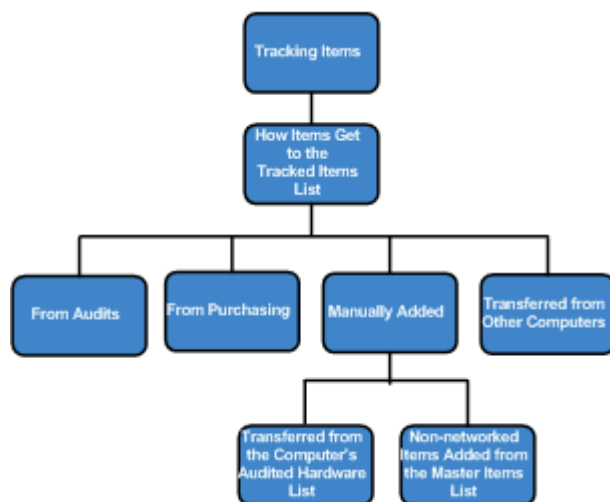 Tracking Items
How Items Get
to the
Tracked Items
List
From Audits
From Purchasing
Manually Added
Transferred from
Other Computers
Transferred from
the Computer's
Audited Hardware
List
Non-networked
Items Added from
the Master Items
List